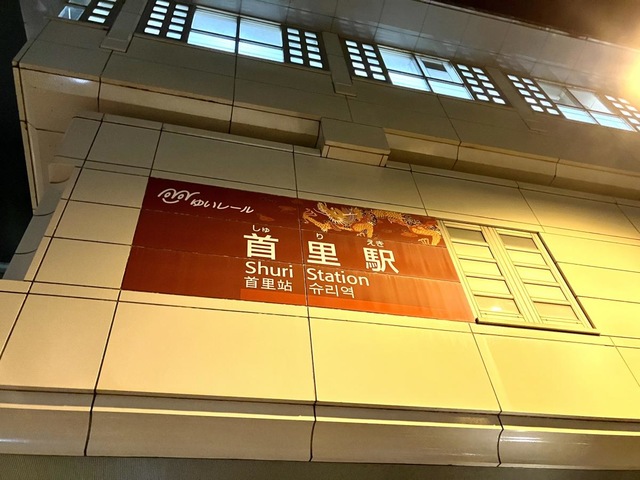 ゆいレール
しゅ り えき
首里駅
Shuri Station
首里站 슈리역